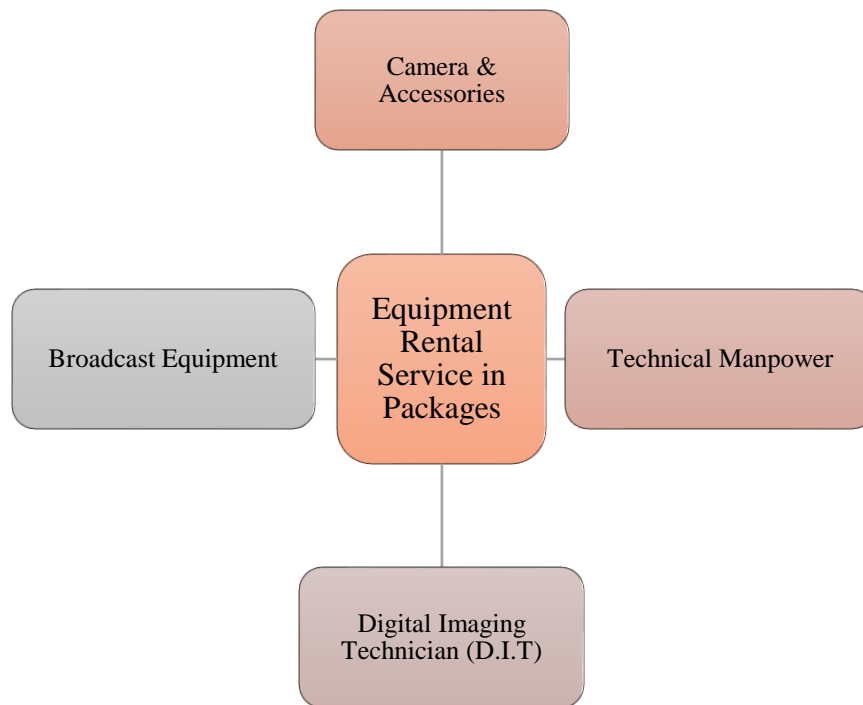 Camera &
Accessories
Broadcast Equipment
Equipment
Rental
Service in
Packages
Technical Manpower
Digital Imaging
Technician (D.I.T)